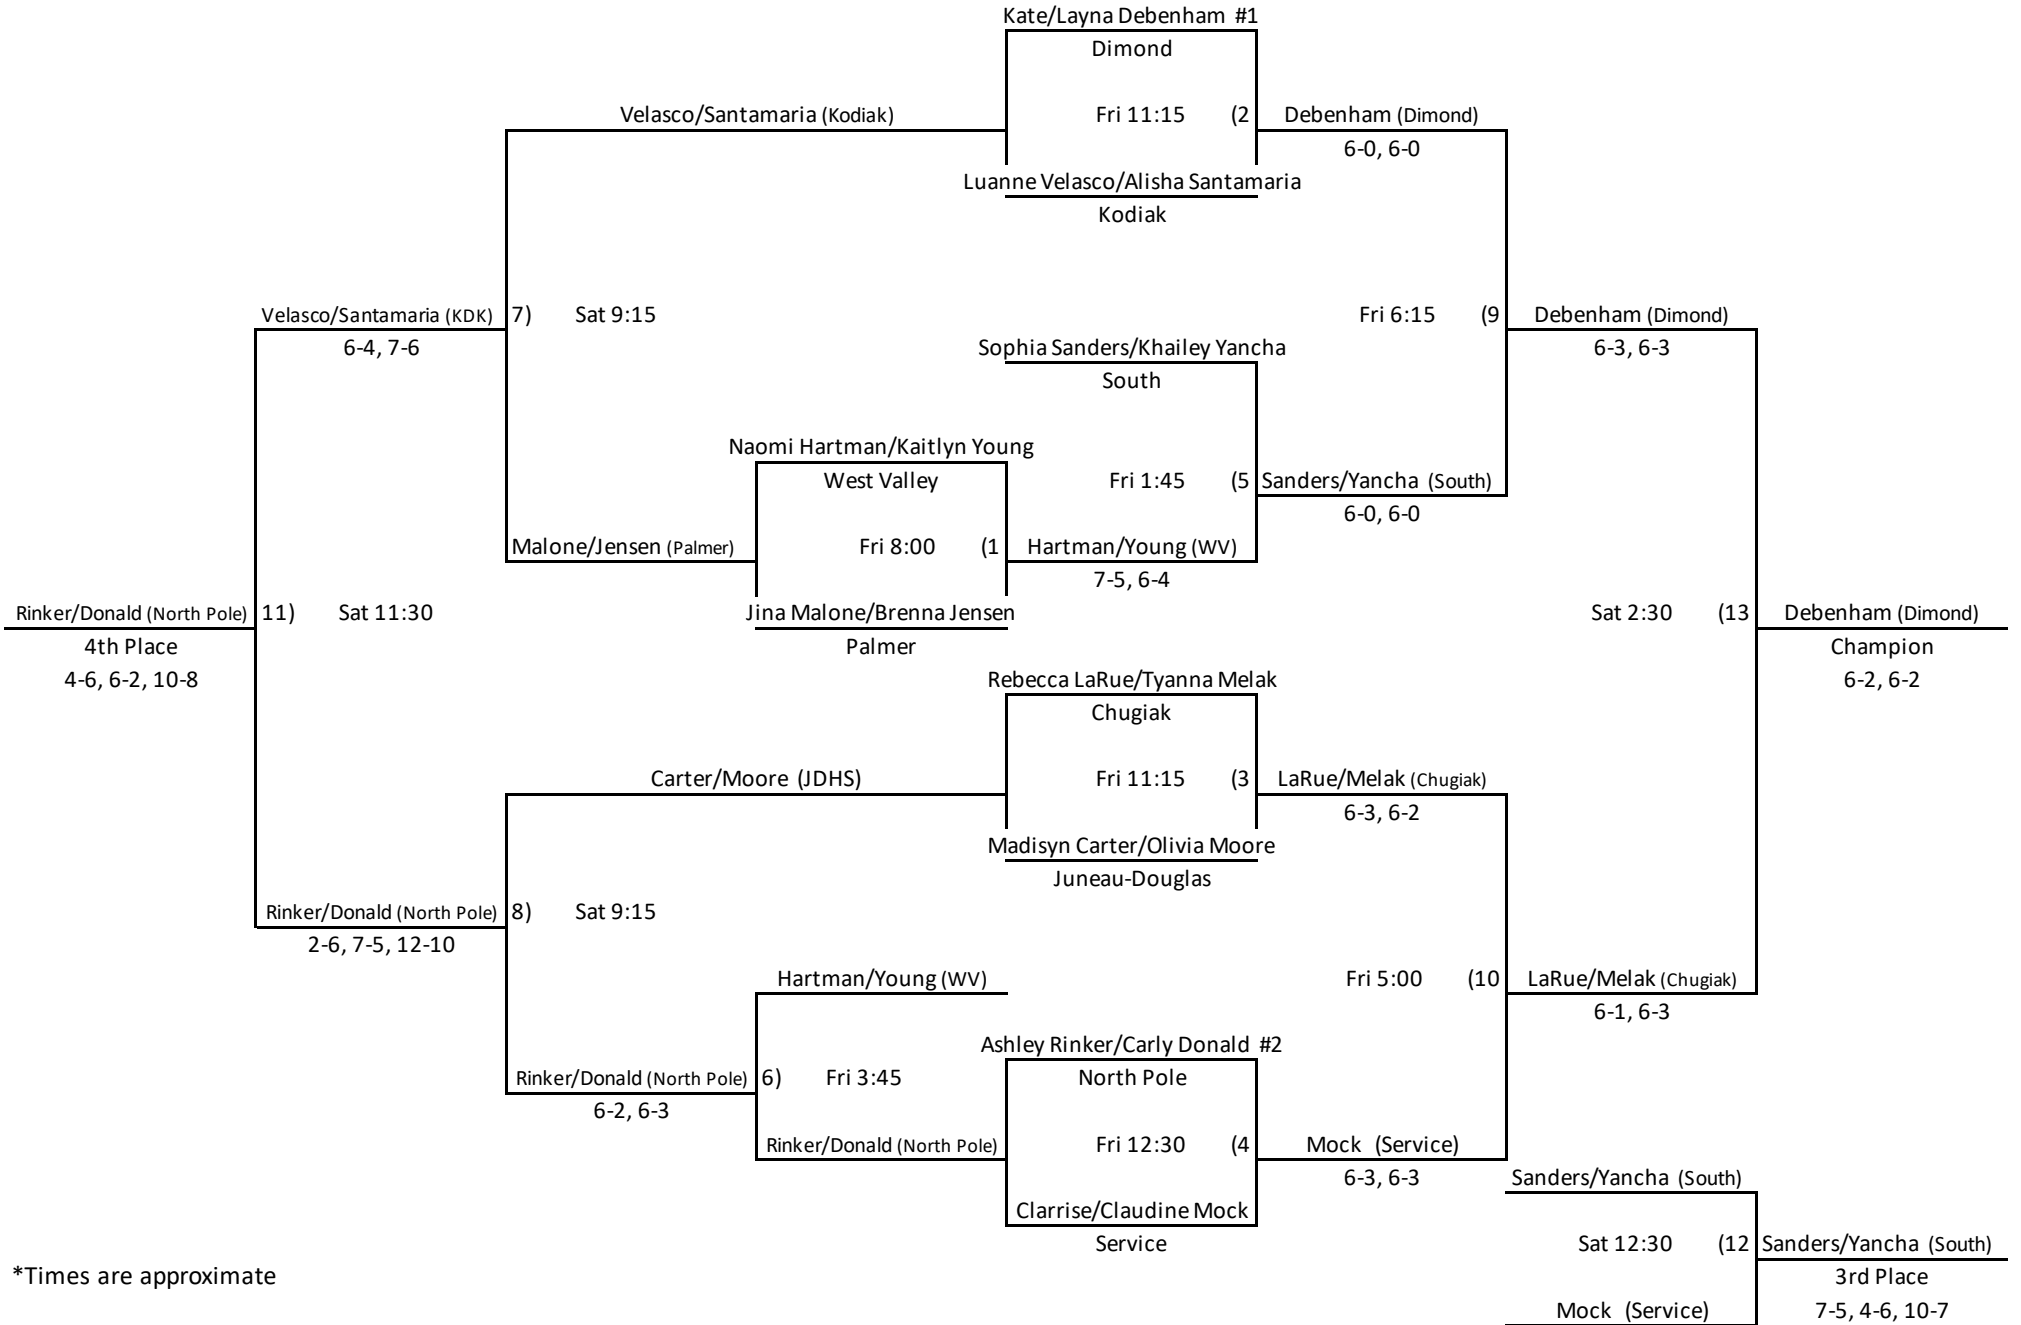 Kate/Layna Debenham #1
Dimond
Velasco/Santamaria (Kodiak)
Fri 11:15 (2
Debenham (Dimond)
6-0, 6-0
Luanne Velasco/Alisha Santamaria
Kodiak
Velasco/Santamaria (KDK)
7) Sat 9:15
Fri 6:15 (9
Debenham (Dimond)
6-4, 7-6
6-3, 6-3
Sophia Sanders/Khailey Yancha
South
Naomi Hartman/Kaitlyn Young
West Valley
Fri 1:45 (5
Sanders/Yancha (South)
6-0, 6-0
Malone/Jensen (Palmer)
Fri 8:00 (1
Hartman/Young (WV)
7-5, 6-4
Rinker/Donald (North Pole)
11) Sat 11:30
Jina Malone/Brenna Jensen
Sat 2:30 (13
Debenham (Dimond)
4th Place
Palmer
Champion
4-6, 6-2, 10-8
Rebecca LaRue/Tyanna Melak
6-2, 6-2
Chugiak
Carter/Moore (JDHS)
Fri 11:15 (3
LaRue/Melak (Chugiak)
6-3, 6-2
Madisyn Carter/Olivia Moore
Juneau-Douglas
Rinker/Donald (North Pole)
8) Sat 9:15
2-6, 7-5, 12-10
Hartman/Young (WV)
Fri 5:00 (10
LaRue/Melak (Chugiak)
6-1, 6-3
Ashley Rinker/Carly Donald #2
Rinker/Donald (North Pole)
6) Fri 3:45
North Pole
6-2, 6-3
Rinker/Donald (North Pole)
Fri 12:30 (4
Mock (Service)
6-3, 6-3
Sanders/Yancha (South)
Clarrise/Claudine Mock
Service
Sat 12:30 (12
Sanders/Yancha (South)
*Times are approximate
3rd Place
Mock (Service)
7-5, 4-6, 10-7